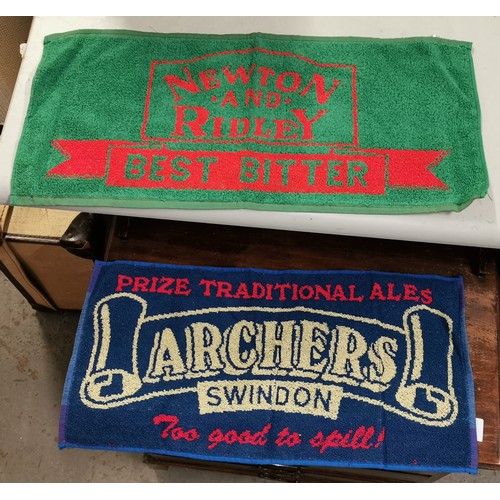 NEWTON
·AND·
RIDLEY
BEST BITTER
PRIZE TRADITIONAL ALES
ARCHERS
SWINDON
Too good to spill!